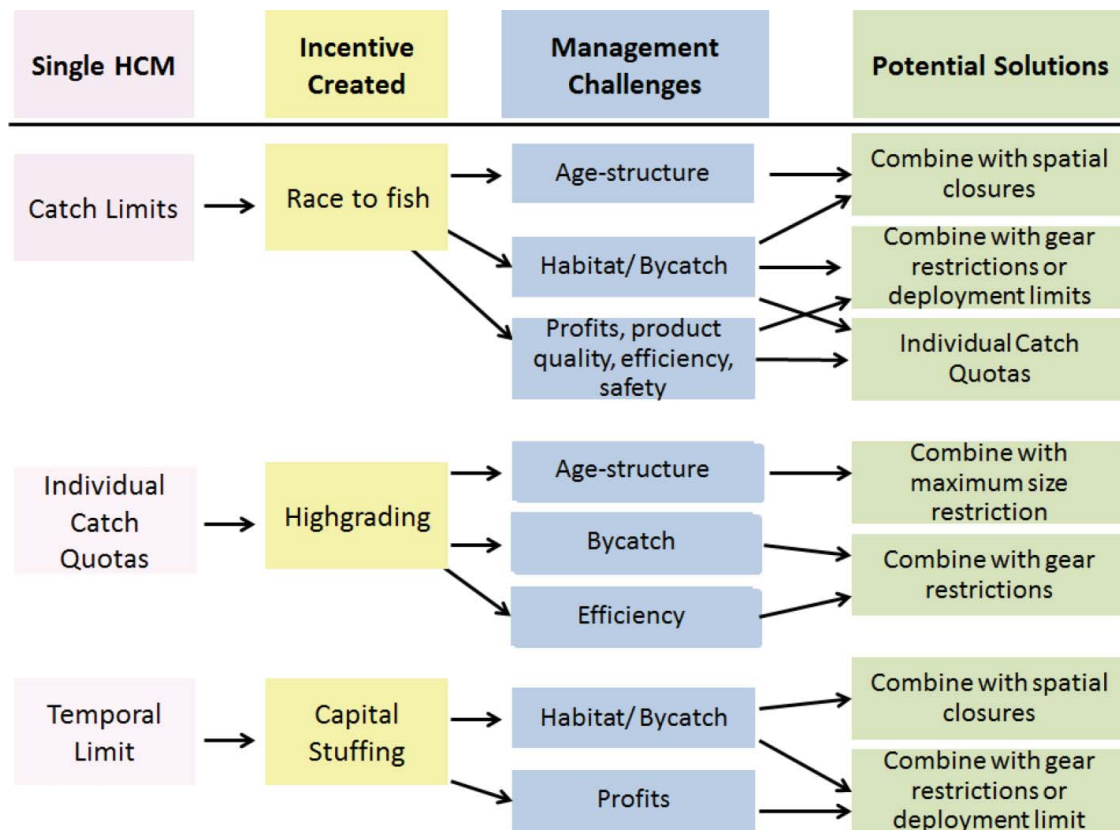 Single HCM
Incentive
Created
Management
Challenges
Potential Solutions
Catch Limits
Race to fish
Age-structure
Habitat/ Bycatch
Profits, product
quality, efficiency,
safety
Combine with spatial
closures
Combine with gear
restrictions or
deployment limits
Individual Catch
Quotas
Individual
Catch
Quotas
Highgrading
Age-structure
Bycatch
Efficiency
Combine with
maximum size
restriction
Combine with gear
restrictions
Temporal
Limit
Capital
Stuffing
Habitat/ Bycatch
Profits
Combine with spatial
closures
Combine with gear
restrictions or
deployment limit